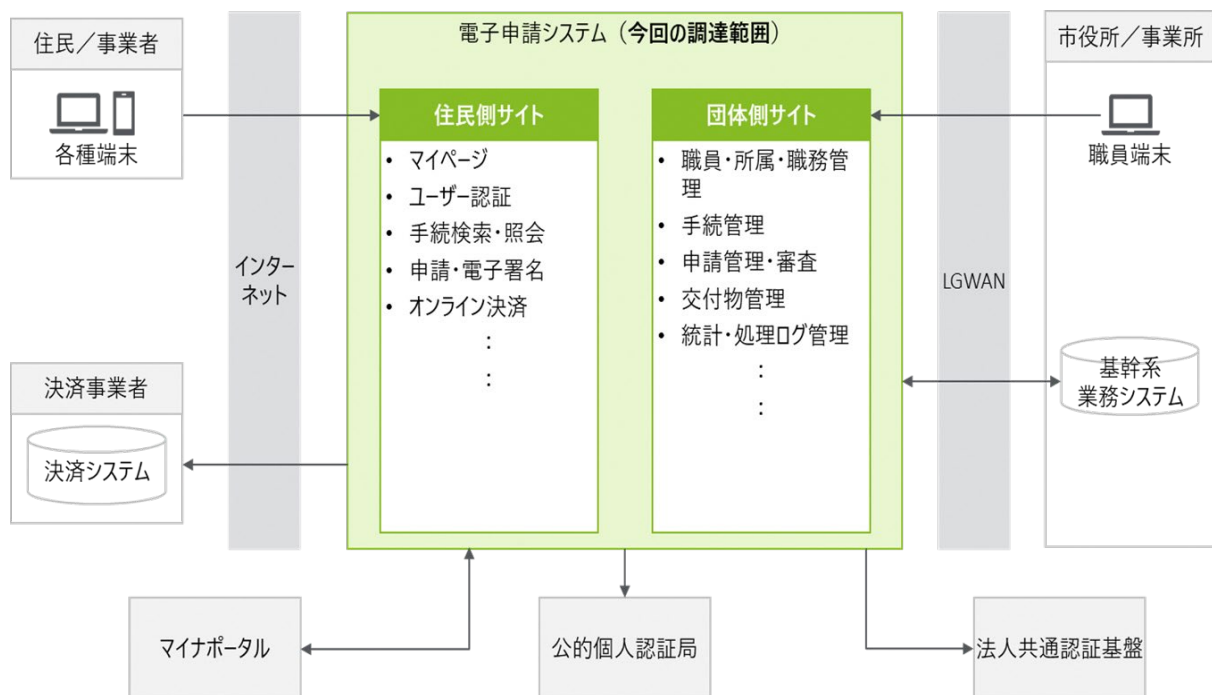 住民／事業者
各種端末
決済事業者
決済システム
インター
ネット
電子申請システム（今回の調達範囲）
住民側サイト
• マイページ
• ユーザー認証
• 手続検索・照会
• 申請・電子署名
• オンライン決済
：
：
団体側サイト
• 職員・所属・職務管
理
• 手続管理
• 申請管理・審査
• 交付物管理
• 統計・処理ログ管理
：
：
LGWAN
市役所／事業所
職員端末
基幹系
業務システム
マイナポータル
公的個人認証局
法人共通認証基盤